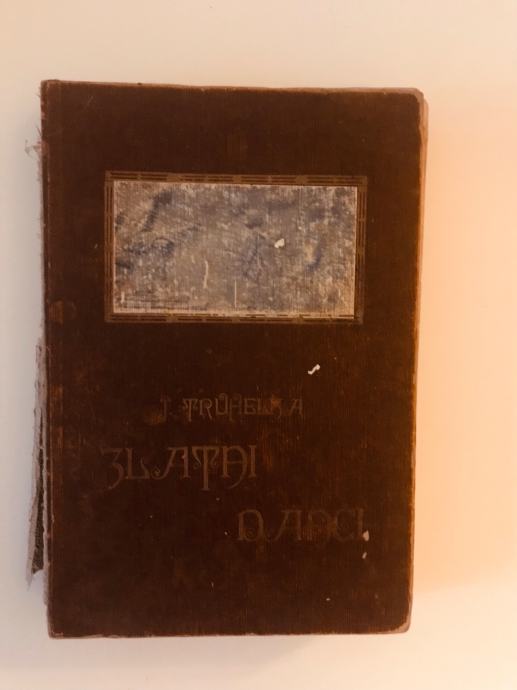 J. TRUHELKA
ZLATNI
DANCI